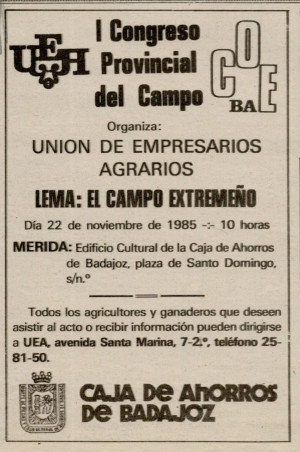 UEA
I Congreso
Provincial
del Campo
COE
BA
Organiza:
UNION DE EMPRESARIOS
AGRARIOS
LEMA: EL CAMPO EXTREMEÑO
Día 22 de noviembre de 1985 -:- 10 horas
MERIDA: Edificio Cultural de la Caja de Ahorros
de Badajoz, plaza de Santo Domingo,
s/n.º
Todos los agricultores y ganaderos que deseen
asistir al acto o recibir información pueden dirigirse
a UEA, avenida Santa Marina, 7-2.º, teléfono 25-
81-50.
CAJA DE AHORROS
DE BADAJOZ